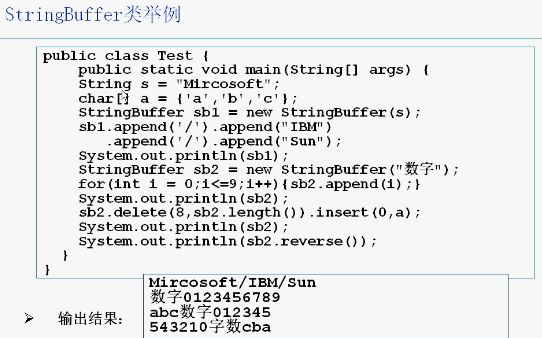 StringBuffer类举例
public class Test {
public static void main(String[] args) {
String s = "Mircosoft";
char[] a = {'a','b','c'};
StringBuffer sb1 = new StringBuffer(s);
sb1.append('/').append("IBM")
.append('/').append("Sun");
System.out.println(sb1);
StringBuffer sb2 = new StringBuffer("数字");
for(int i = 0;i<=9;i++){sb2.append(i);}
System.out.println(sb2);
sb2.delete(8,sb2.length()).insert(0,a);
System.out.println(sb2);
System.out.println(sb2.reverse());
}
}
输出结果:
Mircosoft/IBM/Sun
数字0123456789
abc数字012345
543210字数cba